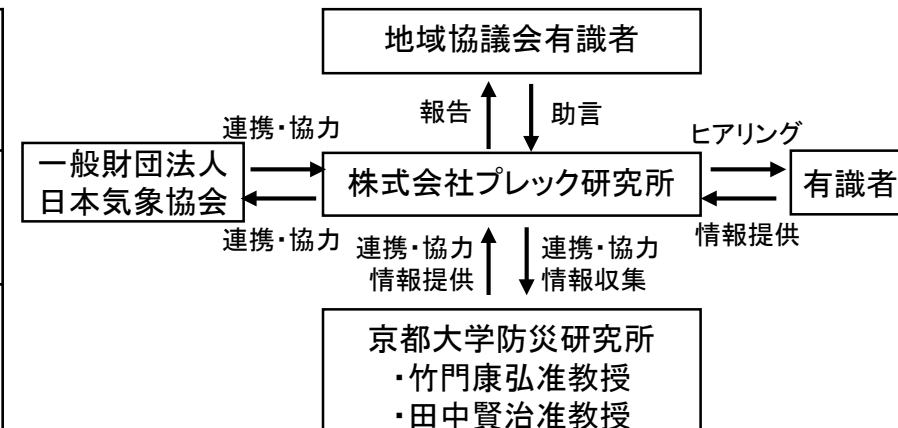 地域協議会有識者
報告
助言
連携・協力
ヒアリング
一般財団法人
日本気象協会
株式会社プレック研究所
有識者
連携・協力
情報提供
連携・協力
情報提供
連携・協力
情報収集
京都大学防災研究所
・竹門康弘准教授
・田中賢治准教授